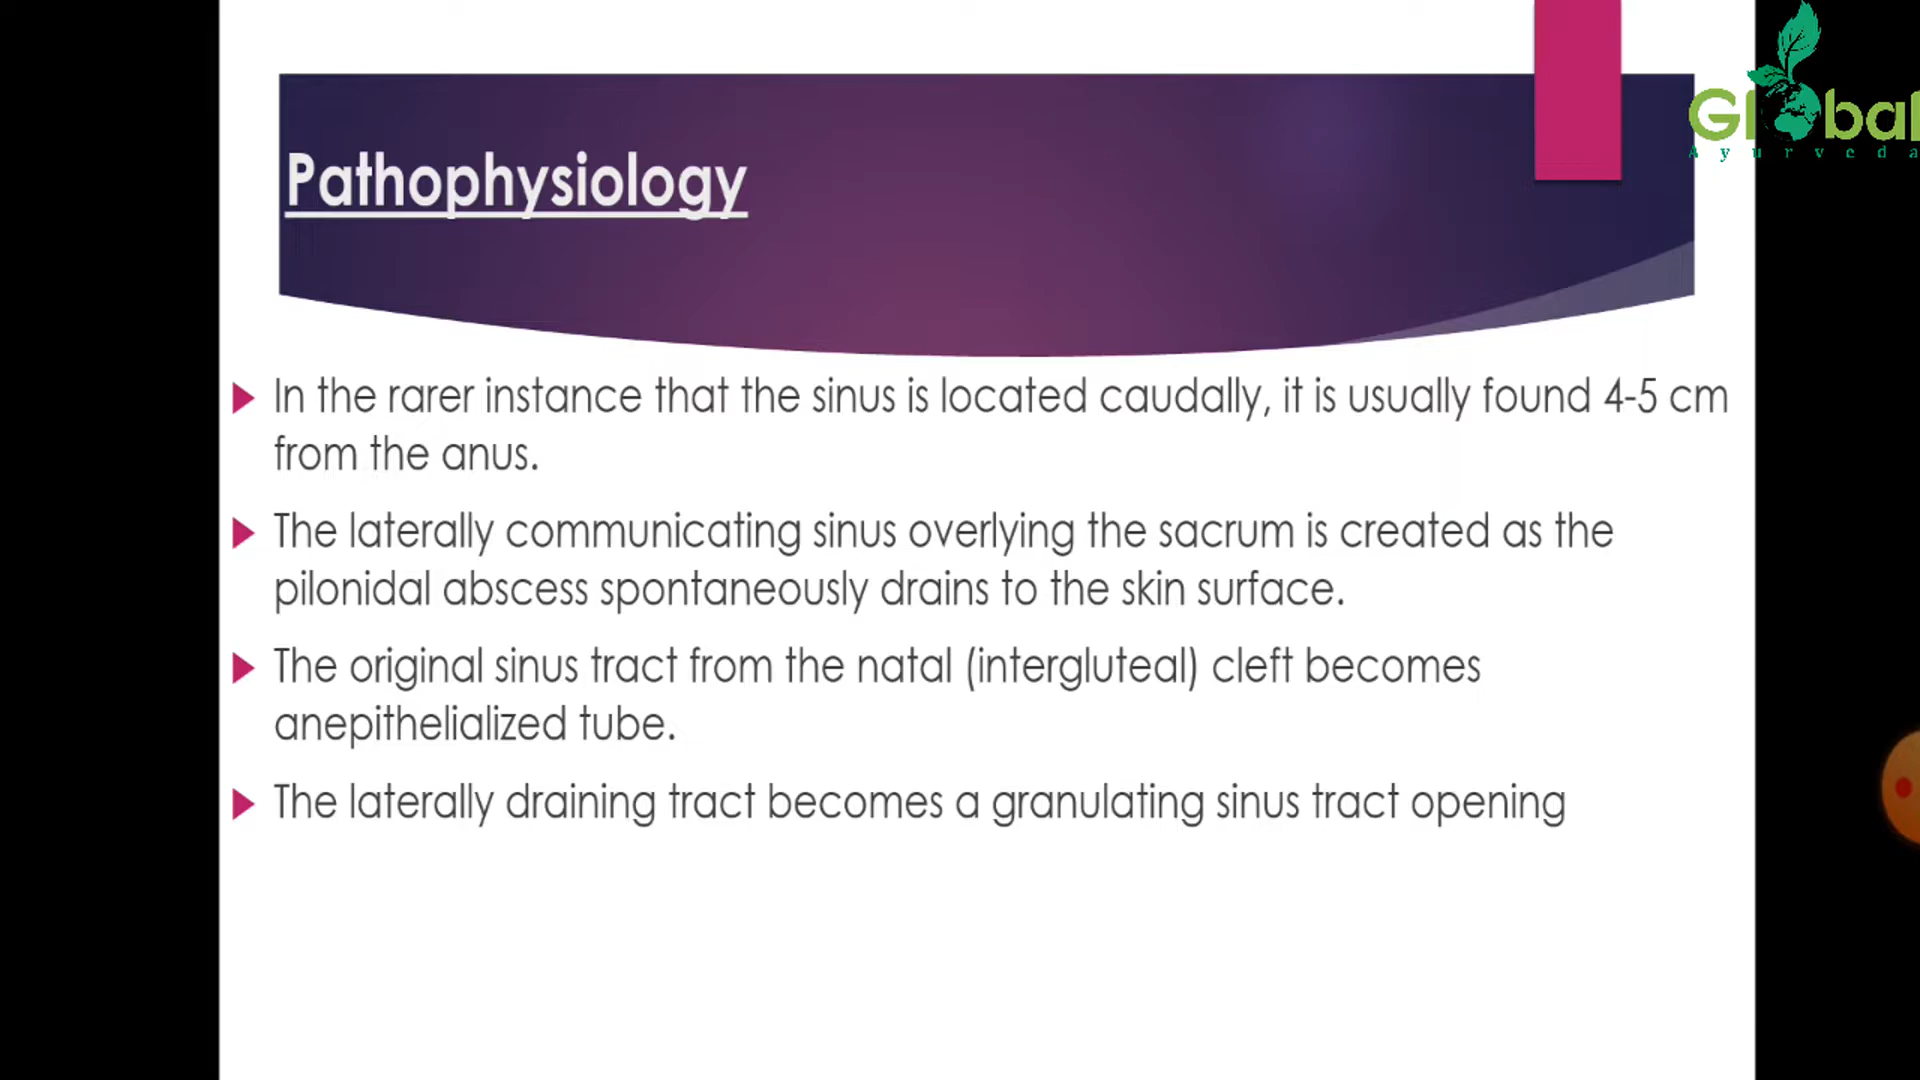 Pathophysiology
Global
Ayurveda
In the rarer instance that the sinus is located caudally, it is usually found 4-5 cm
from the anus.
The laterally communicating sinus overlying the sacrum is created as the
pilonidal abscess spontaneously drains to the skin surface.
The original sinus tract from the natal (intergluteal) cleft becomes
anepithelialized tube.
The laterally draining tract becomes a granulating sinus tract opening